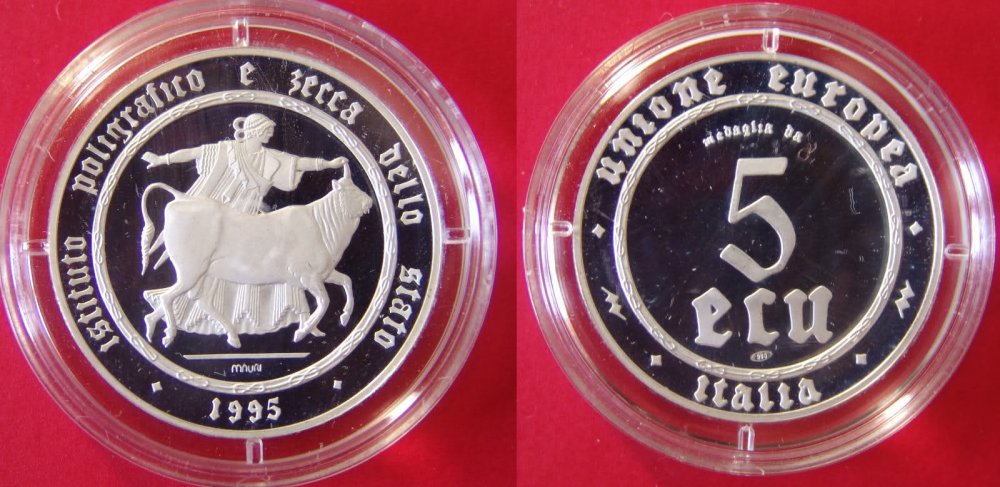 istituto poligrafico e zecca dello stato
MAURI
1995
unione europea
medaglia da
5
ecu
italia